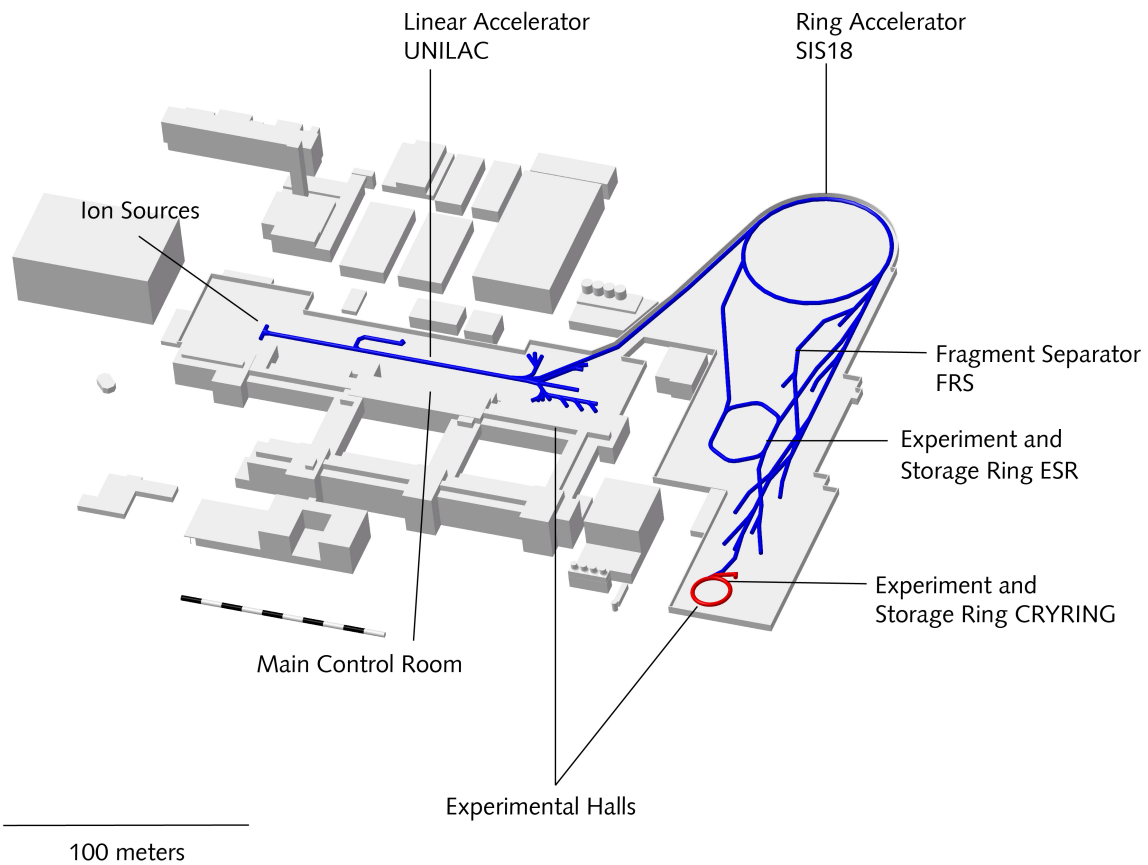 Linear Accelerator
UNILAC
Ring Accelerator
SIS18
Ion Sources
Fragment Separator
FRS
Experiment and
Storage Ring ESR
Experiment and
Storage Ring CRYRING
Main Control Room
Experimental Halls
100 meters